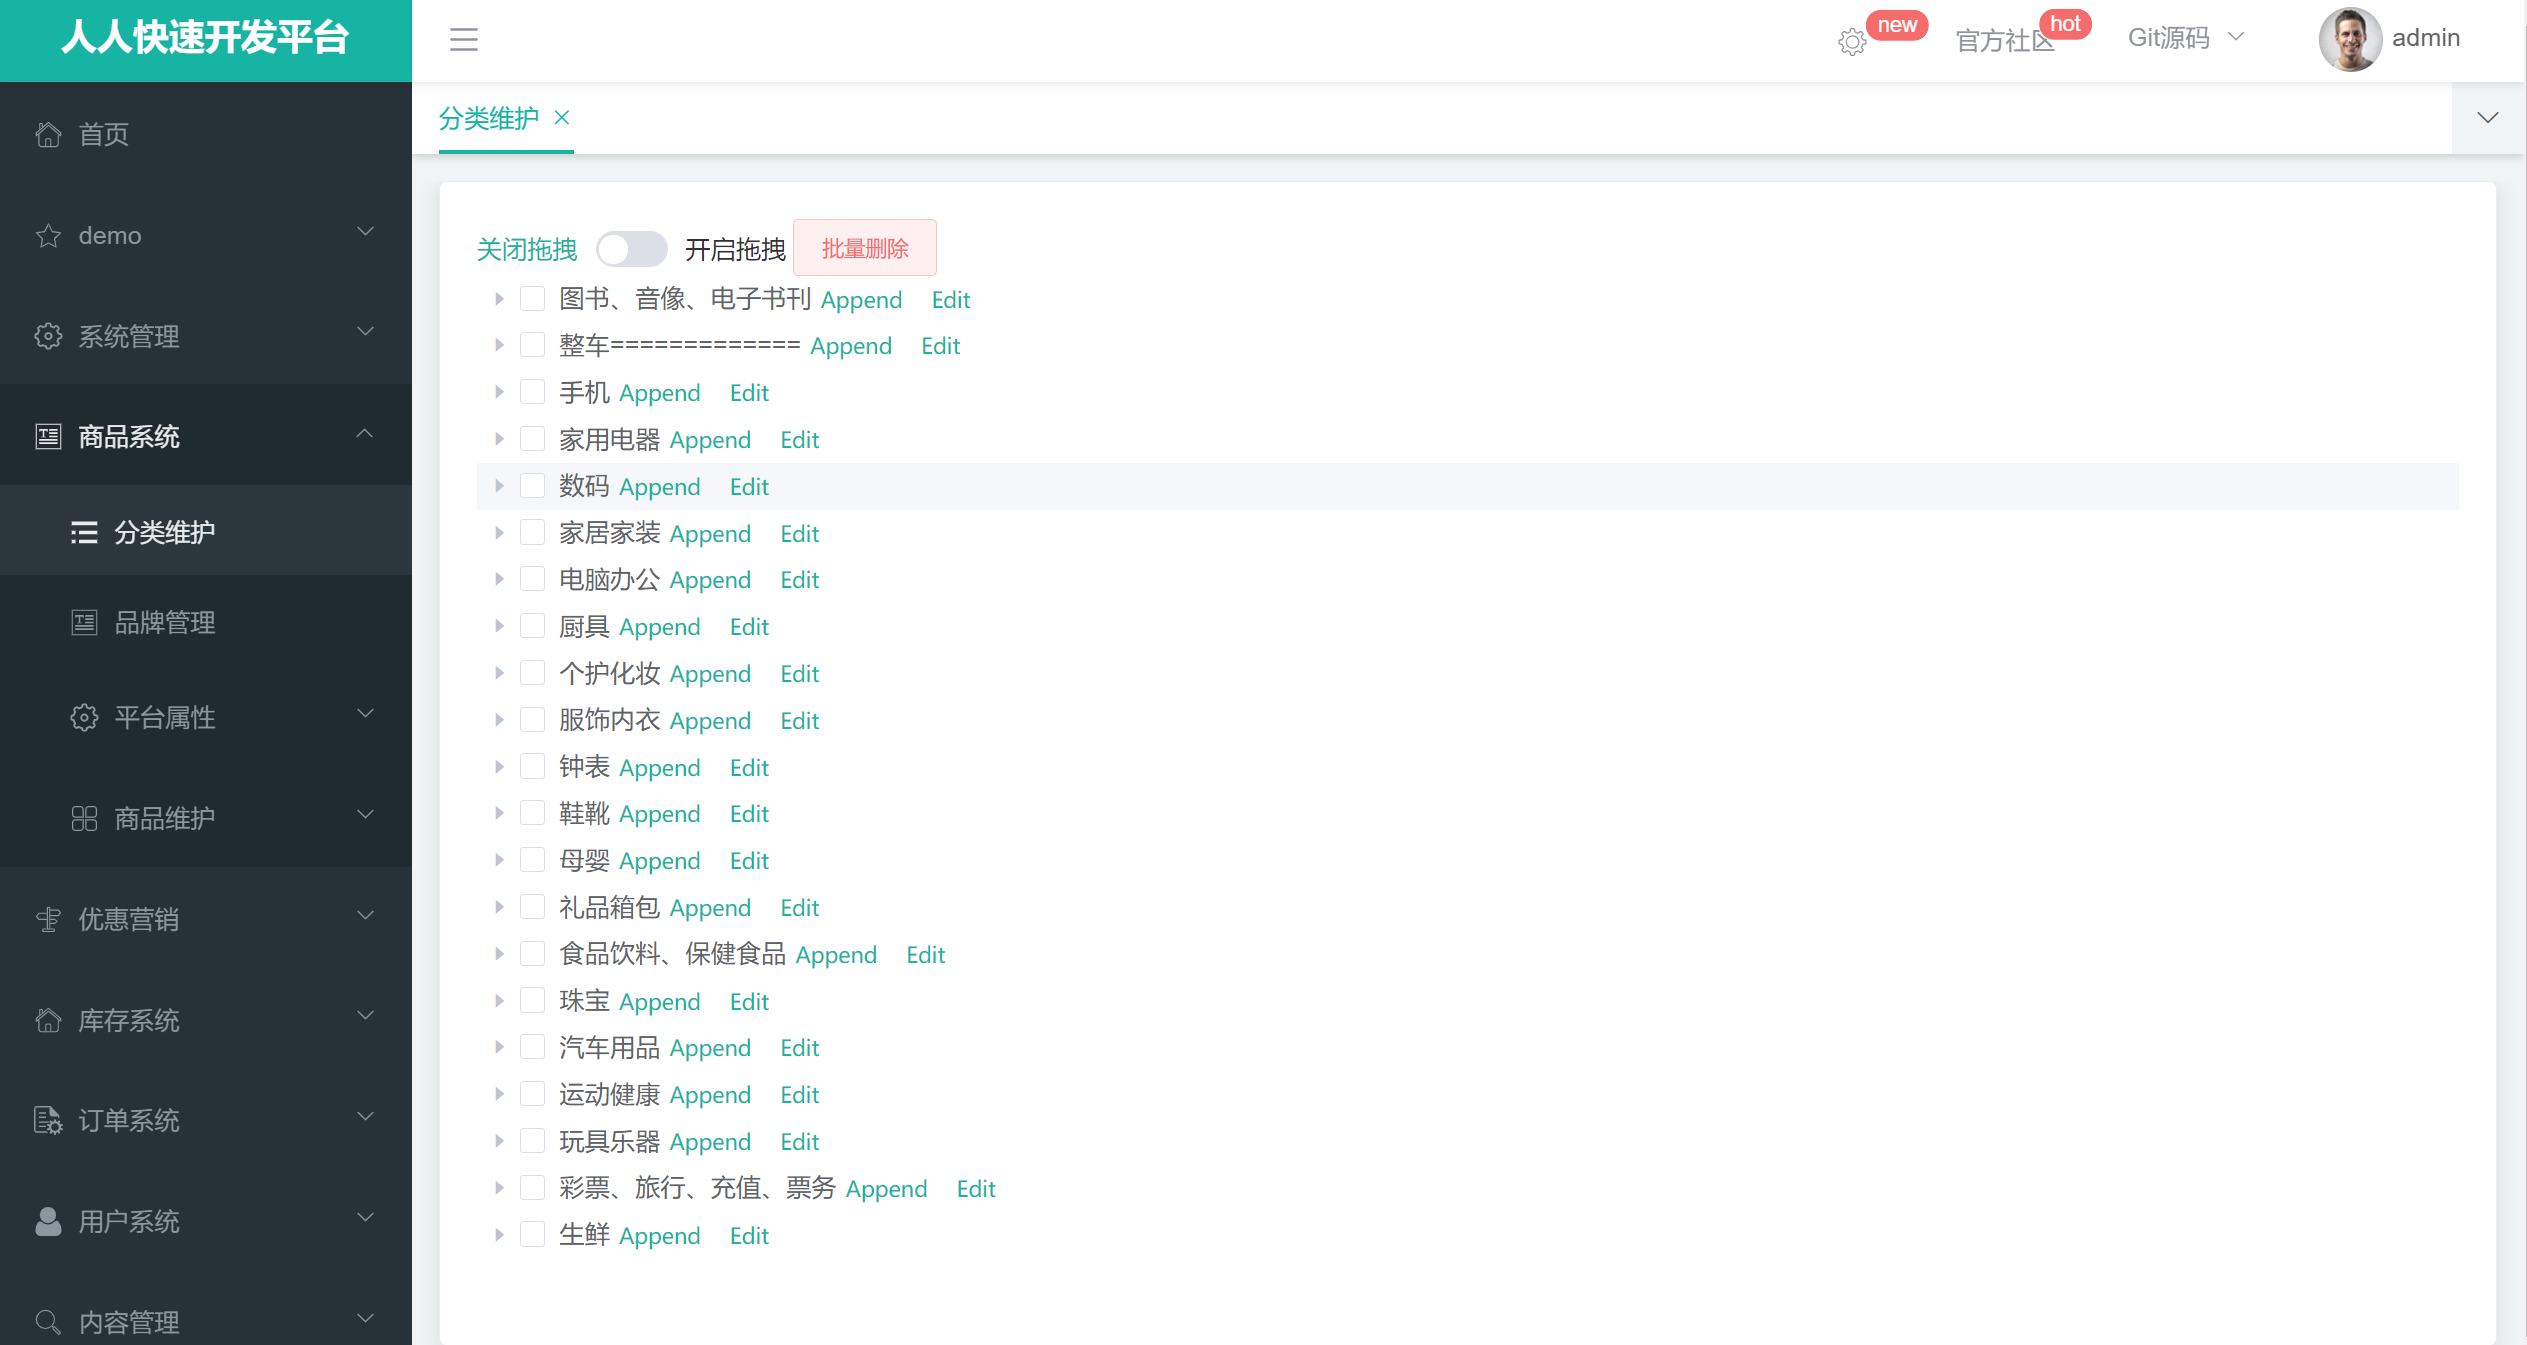 人人快速开发平台
new
官方社区
hot
Git源码
admin
首页
demo
系统管理
商品系统
分类维护
品牌管理
平台属性
商品维护
优惠营销
库存系统
订单系统
用户系统
内容管理
分类维护
关闭拖拽 开启拖拽 批量删除
图书、音像、电子书刊 Append Edit
整车============= Append Edit
手机 Append Edit
家用电器 Append Edit
数码 Append Edit
家居家装 Append Edit
电脑办公 Append Edit
厨具 Append Edit
个护化妆 Append Edit
服饰内衣 Append Edit
钟表 Append Edit
鞋靴 Append Edit
母婴 Append Edit
礼品箱包 Append Edit
食品饮料、保健食品 Append Edit
珠宝 Append Edit
汽车用品 Append Edit
运动健康 Append Edit
玩具乐器 Append Edit
彩票、旅行、充值、票务 Append Edit
生鲜 Append Edit